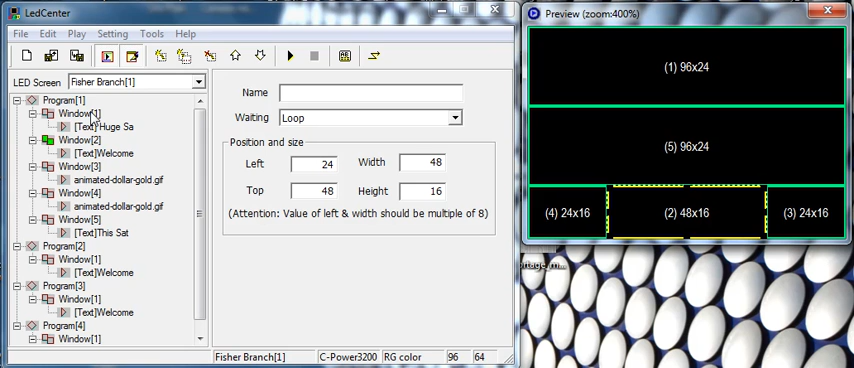 LedCenter
File Edit Play Setting Tools Help
LED Screen Fisher Branch[1]
Program[1]
Window[1]
[Text] Huge Sa
Window[2]
[Text]Welcome
Window[3]
animated-dollar-gold.gif
Window[4]
animated-dollar-gold.gif
Window[5]
[Text]This Sat
Program[2]
Window[1]
[Text]Welcome
Program[3]
Window[1]
[Text]Welcome
Program[4]
Window[1]
Name
Waiting Loop
Position and size
Left 24 Width 48
Top 48 Height 16
(Attention: Value of left & width should be multiple of 8)
Fisher Branch[1] C-Power3200 RG color 96 64
Preview (zoom:400%)
(1) 96x24
(5) 96x24
(4) 24x16 (2) 48x16 (3) 24x16